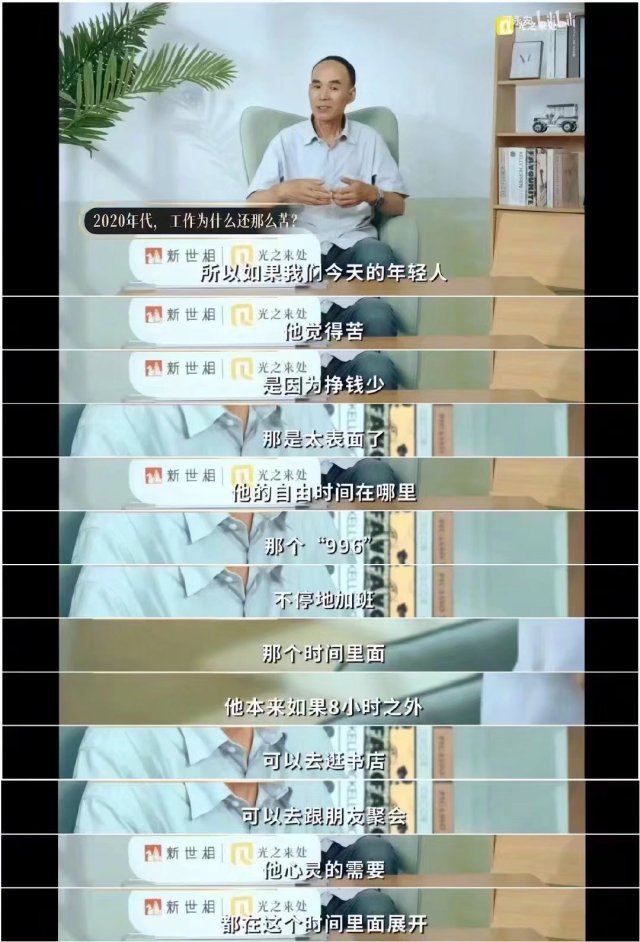 光之来处
2020年代，工作为什么还那么苦？
新世相 光之来处
所以如果我们今天的年轻人
新世相 光之来处
他觉得苦
新世相 光之来处
是因为挣钱少
那是太表面了
新世相 光之来处
他的自由时间在哪里
那个“996”
不停地加班
那个时间里面
他本来如果8小时之外
可以去逛书店
可以去跟朋友聚会
新世相 光之来处
他心灵的需要
新世相 光之来处
都在这个时间里面展开